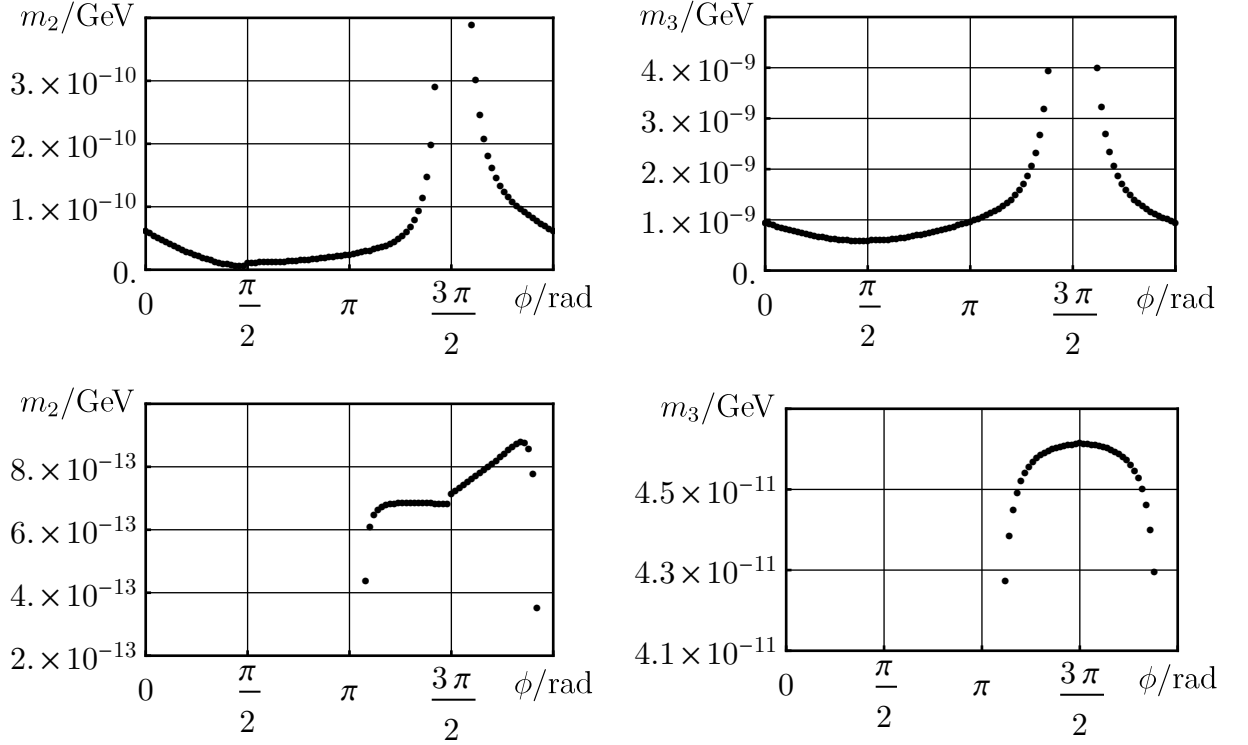 m₂/GeV
3. × 10⁻¹⁰
2. × 10⁻¹⁰
1. × 10⁻¹⁰
0.
0 π/2 π 3π/2 ϕ/rad
m₃/GeV
4. × 10⁻⁹
3. × 10⁻⁹
2. × 10⁻⁹
1. × 10⁻⁹
0.
0 π/2 π 3π/2 ϕ/rad
m₂/GeV
8. × 10⁻¹³
6. × 10⁻¹³
4. × 10⁻¹³
2. × 10⁻¹³
0 π/2 π 3π/2 ϕ/rad
m₃/GeV
4.5 × 10⁻¹¹
4.3 × 10⁻¹¹
4.1 × 10⁻¹¹
0 π/2 π 3π/2 ϕ/rad